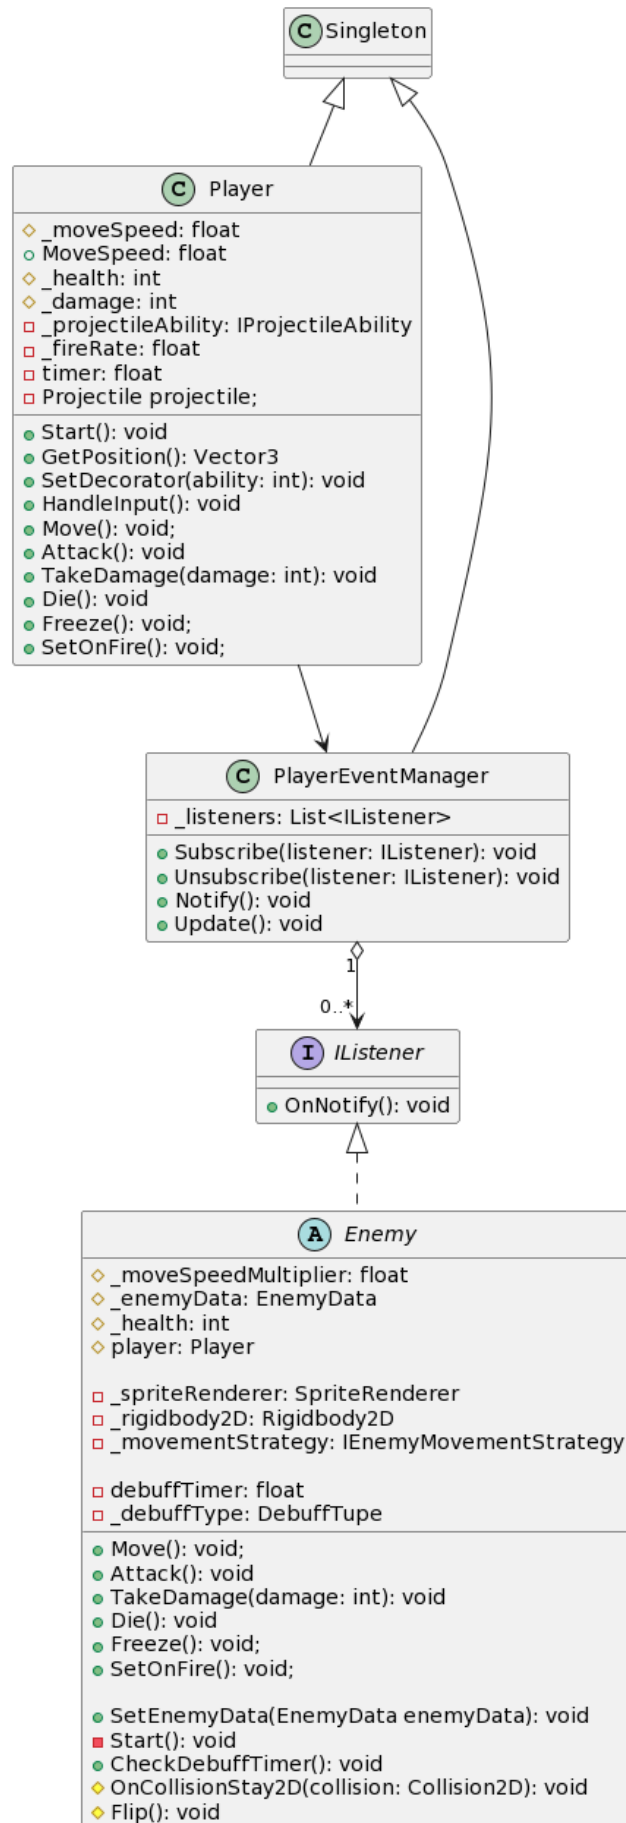 C Singleton
C Player
_moveSpeed: float
MoveSpeed: float
_health: int
_damage: int
_projectileAbility: IProjectileAbility
_fireRate: float
timer: float
Projectile projectile;
Start(): void
GetPosition(): Vector3
SetDecorator(ability: int): void
HandleInput(): void
Move(): void;
Attack(): void
TakeDamage(damage: int): void
Die(): void
Freeze(): void;
SetOnFire(): void;
C PlayerEventManager
_listeners: List<IListener>
Subscribe(listener: IListener): void
Unsubscribe(listener: IListener): void
Notify(): void
Update(): void
1
0..*
I IListener
OnNotify(): void
A Enemy
_moveSpeedMultiplier: float
_enemyData: EnemyData
_health: int
player: Player
_spriteRenderer: SpriteRenderer
_rigidbody2D: Rigidbody2D
_movementStrategy: IEnemyMovementStrategy
debuffTimer: float
_debuffType: DebuffTupe
Move(): void;
Attack(): void
TakeDamage(damage: int): void
Die(): void
Freeze(): void;
SetOnFire(): void;
SetEnemyData(EnemyData enemyData): void
Start(): void
CheckDebuffTimer(): void
OnCollisionStay2D(collision: Collision2D): void
Flip(): void